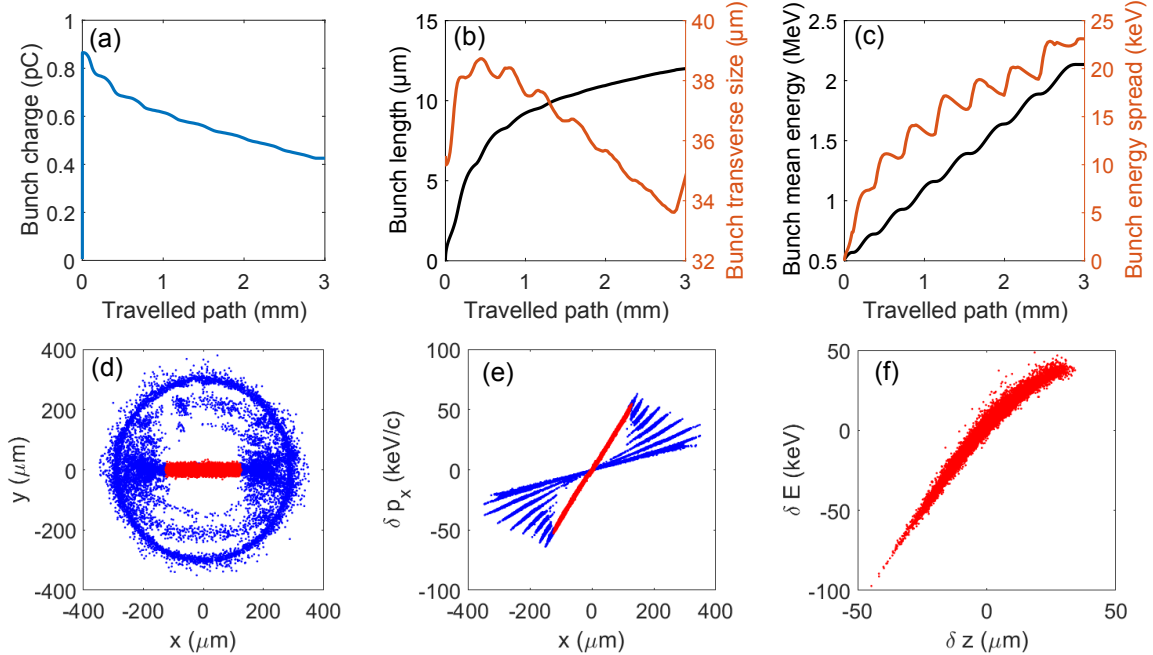 (a)
Bunch charge (pC)
1
0.8
0.6
0.4
0.2
0
0 1 2 3
Travelled path (mm)
(b)
Bunch length (μm)
15
10
5
0
0 1 2 3
Travelled path (mm)
Bunch transverse size (μm)
40
38
36
34
32
(c)
Bunch mean energy (MeV)
2.5
2
1.5
1
0.5
0 1 2 3
Travelled path (mm)
Bunch energy spread (keV)
25
20
15
10
5
0
(d)
y (μm)
400
200
0
-200
-400
-400 -200 0 200 400
x (μm)
(e)
δ pₓ (keV/c)
100
50
0
-50
-100
-400 -200 0 200 400
x (μm)
(f)
δ E (keV)
50
0
-50
-100
-50 0 50
δ z (μm)